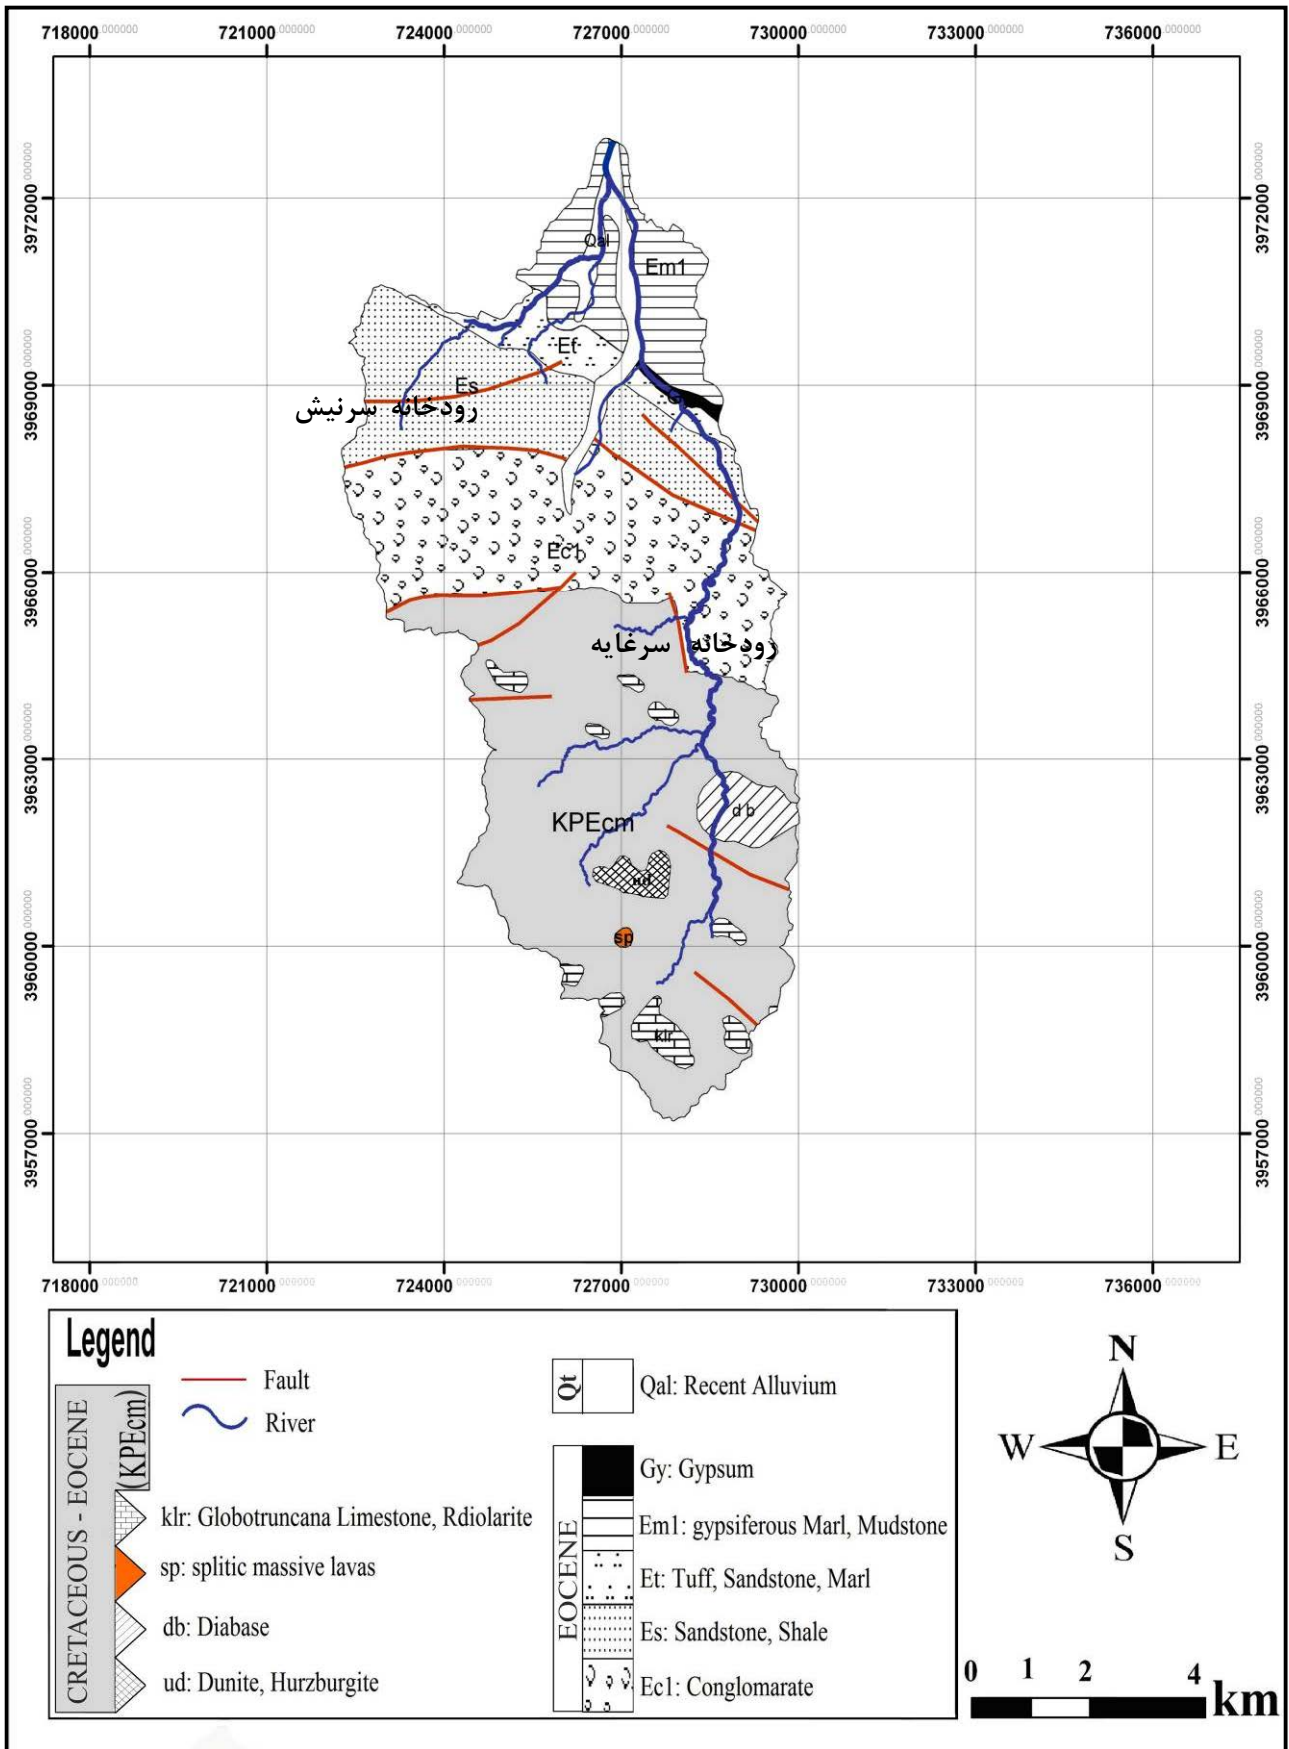 718000.000000 721000.000000 724000.000000 727000.000000 730000.000000 733000.000000 736000.000000
3972000.000000 3972000.000000
3969000.000000 3969000.000000
3966000.000000 3966000.000000
3963000.000000 3963000.000000
3960000.000000 3960000.000000
3957000.000000 3957000.000000
Qal
Em1
Et
Es
رودخانه سرنیش
Ec1
رودخانه سرغایه
db
KPEcm
ud
sp
klr
718000.000000 721000.000000 724000.000000 727000.000000 730000.000000 733000.000000 736000.000000
Legend
Fault
River
CRETACEOUS - EOCENE
(KPEcm)
klr: Globotruncana Limestone, Rdiolarite
sp: splitic massive lavas
db: Diabase
ud: Dunite, Hurzburgite
Qt
Qal: Recent Alluvium
EOCENE
Gy: Gypsum
Em1: gypsiferous Marl, Mudstone
Et: Tuff, Sandstone, Marl
Es: Sandstone, Shale
Ec1: Conglomarate
N
W E
S
0 1 2 4 km